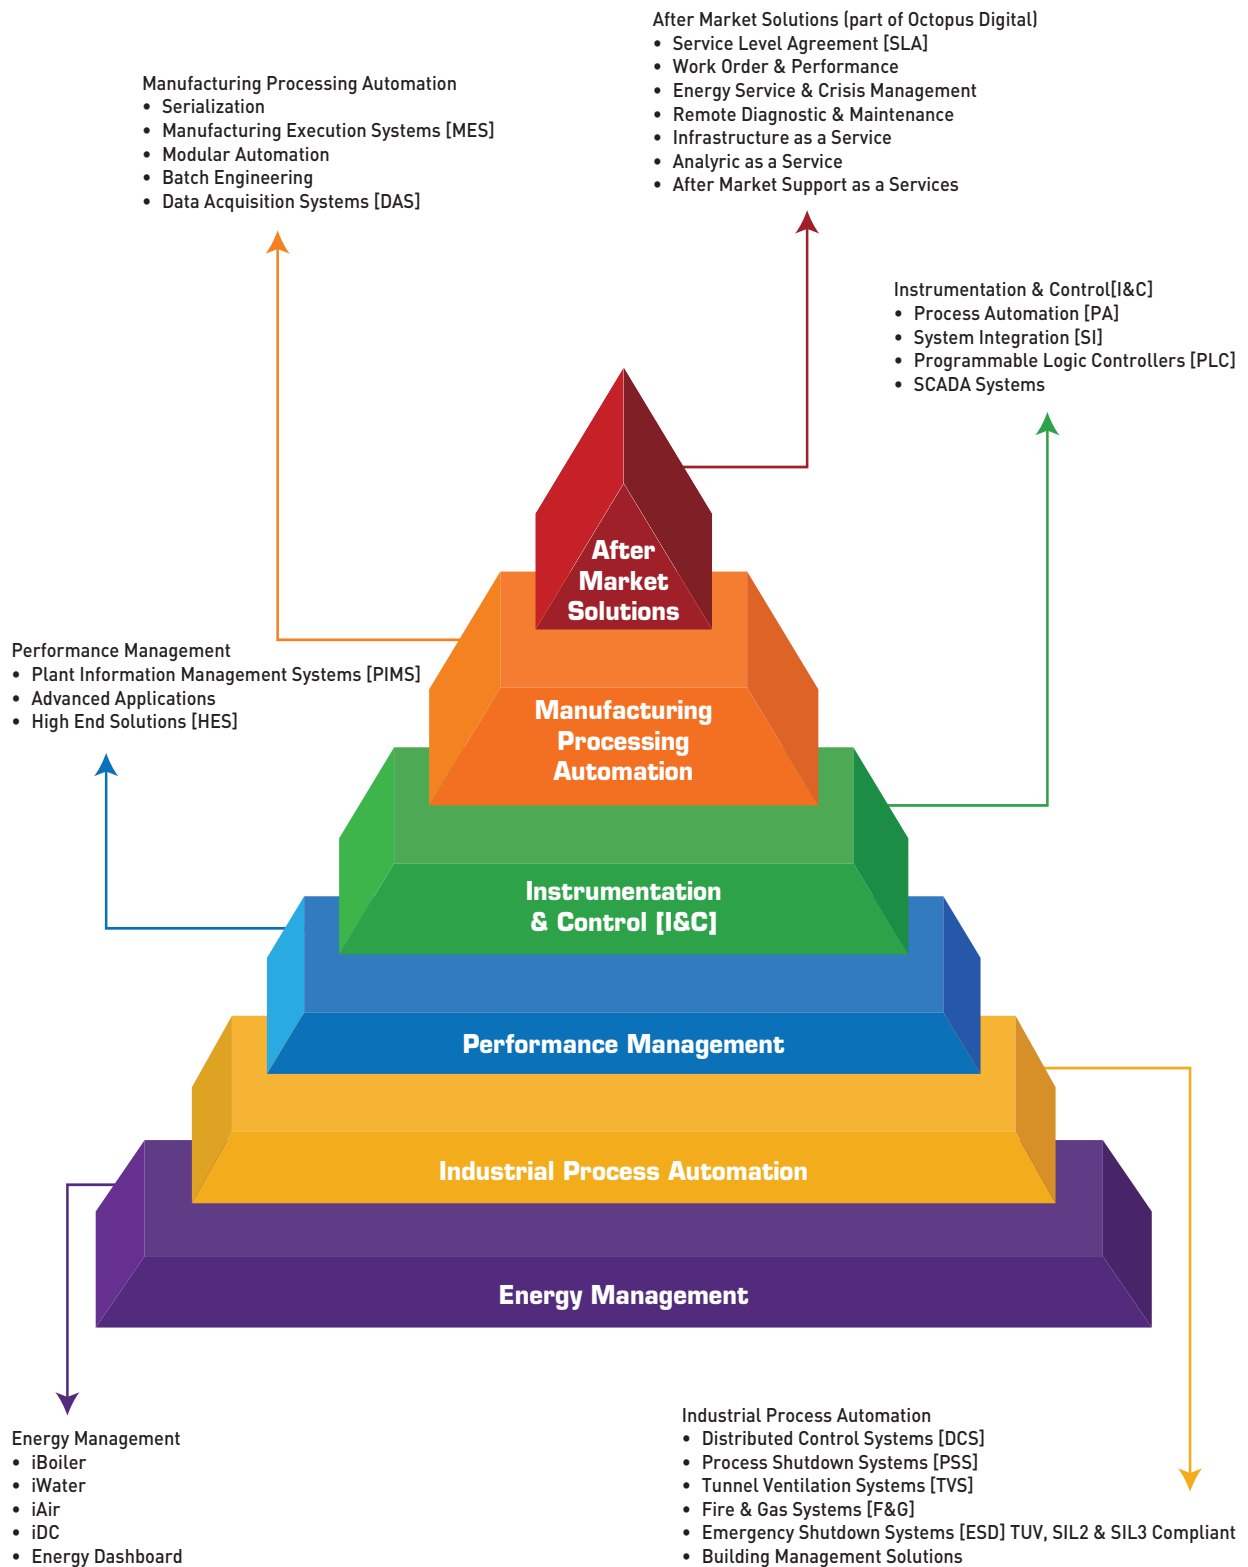 After Market Solutions (part of Octopus Digital)
• Service Level Agreement [SLA]
• Work Order & Performance
• Energy Service & Crisis Management
• Remote Diagnostic & Maintenance
• Infrastructure as a Service
• Analyric as a Service
• After Market Support as a Services
Manufacturing Processing Automation
• Serialization
• Manufacturing Execution Systems [MES]
• Modular Automation
• Batch Engineering
• Data Acquisition Systems [DAS]
Instrumentation & Control[I&C]
• Process Automation [PA]
• System Integration [SI]
• Programmable Logic Controllers [PLC]
• SCADA Systems
After
Market
Solutions
Performance Management
• Plant Information Management Systems [PIMS]
• Advanced Applications
• High End Solutions [HES]
Manufacturing
Processing
Automation
Instrumentation
& Control [I&C]
Performance Management
Industrial Process Automation
Energy Management
Energy Management
• iBoiler
• iWater
• iAir
• iDC
• Energy Dashboard
Industrial Process Automation
• Distributed Control Systems [DCS]
• Process Shutdown Systems [PSS]
• Tunnel Ventilation Systems [TVS]
• Fire & Gas Systems [F&G]
• Emergency Shutdown Systems [ESD] TUV, SIL2 & SIL3 Compliant
• Building Management Solutions